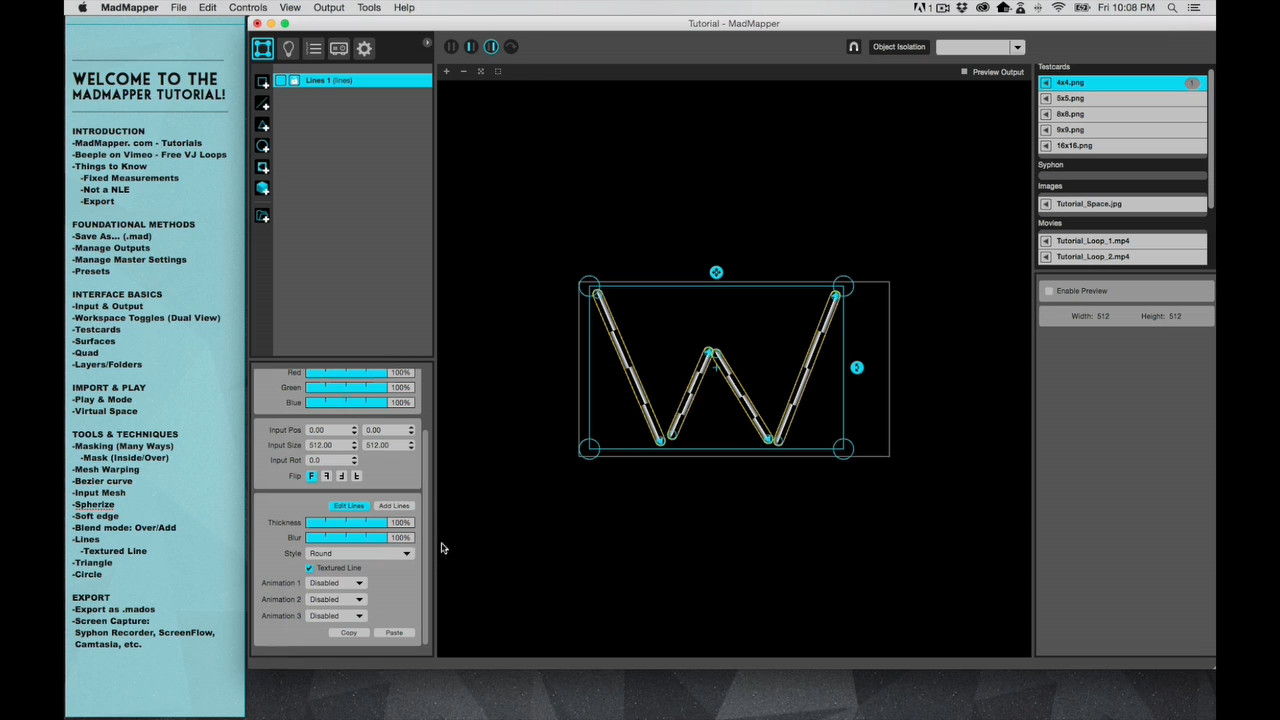 MadMapper File Edit Controls View Output Tools Help
1 Fri 10:08 PM
WELCOME TO THE
MADMAPPER TUTORIAL!
INTRODUCTION
-MadMapper. com - Tutorials
-Beeple on Vimeo - Free VJ Loops
-Things to Know
-Fixed Measurements
-Not a NLE
-Export
FOUNDATIONAL METHODS
-Save As... (.mad)
-Manage Outputs
-Manage Master Settings
-Presets
INTERFACE BASICS
-Input & Output
-Workspace Toggles (Dual View)
-Testcards
-Surfaces
-Quad
-Layers/Folders
IMPORT & PLAY
-Play & Mode
-Virtual Space
TOOLS & TECHNIQUES
-Masking (Many Ways)
-Mask (Inside/Over)
-Mesh Warping
-Bezier curve
-Input Mesh
-Spherize
-Soft edge
-Blend mode: Over/Add
-Lines
-Textured Line
-Triangle
-Circle
EXPORT
-Export as .mados
-Screen Capture:
Syphon Recorder, ScreenFlow,
Camtasia, etc.
Tutorial - MadMapper
Lines 1 (lines)
Red 100%
Green 100%
Blue 100%
Input Pos 0.00 0.00
Input Size 512.00 512.00
Input Rot 0.0
Flip F F F F
Edit Lines Add Lines
Thickness 100%
Blur 100%
Style Round
Textured Line
Animation 1 Disabled
Animation 2 Disabled
Animation 3 Disabled
Copy Paste
Object Isolation
Preview Output
Testcards
4x4.png 1
5x5.png
8x8.png
9x9.png
16x16.png
Syphon
Images
Tutorial_Space.jpg
Movies
Tutorial_Loop_1.mp4
Tutorial_Loop_2.mp4
Enable Preview
Width: 512 Height: 512